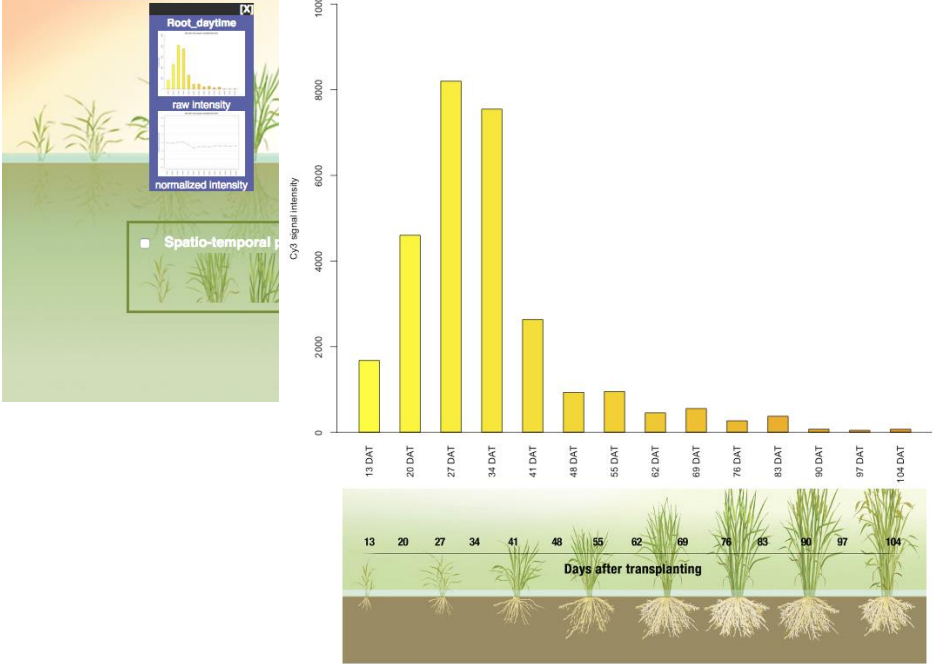 [X]
Root_daytime
raw intensity
normalized intensity
Spatio-temporal
Cy3 signal intensity
8000
6000
4000
2000
0
13 DAT
20 DAT
27 DAT
34 DAT
41 DAT
48 DAT
55 DAT
62 DAT
69 DAT
76 DAT
83 DAT
90 DAT
97 DAT
104 DAT
13 20 27 34 41 48 55 62 69 76 83 90 97 104
Days after transplanting